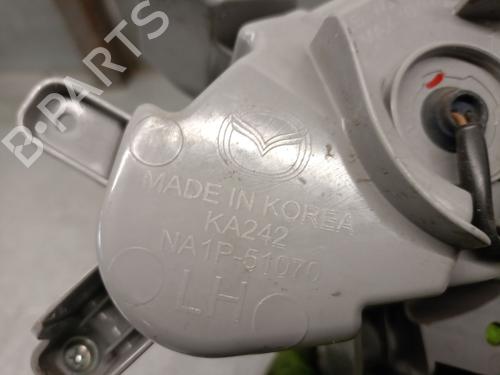 B-PARTS
MADE IN KOREA
KA242
NA1P-51070
LH